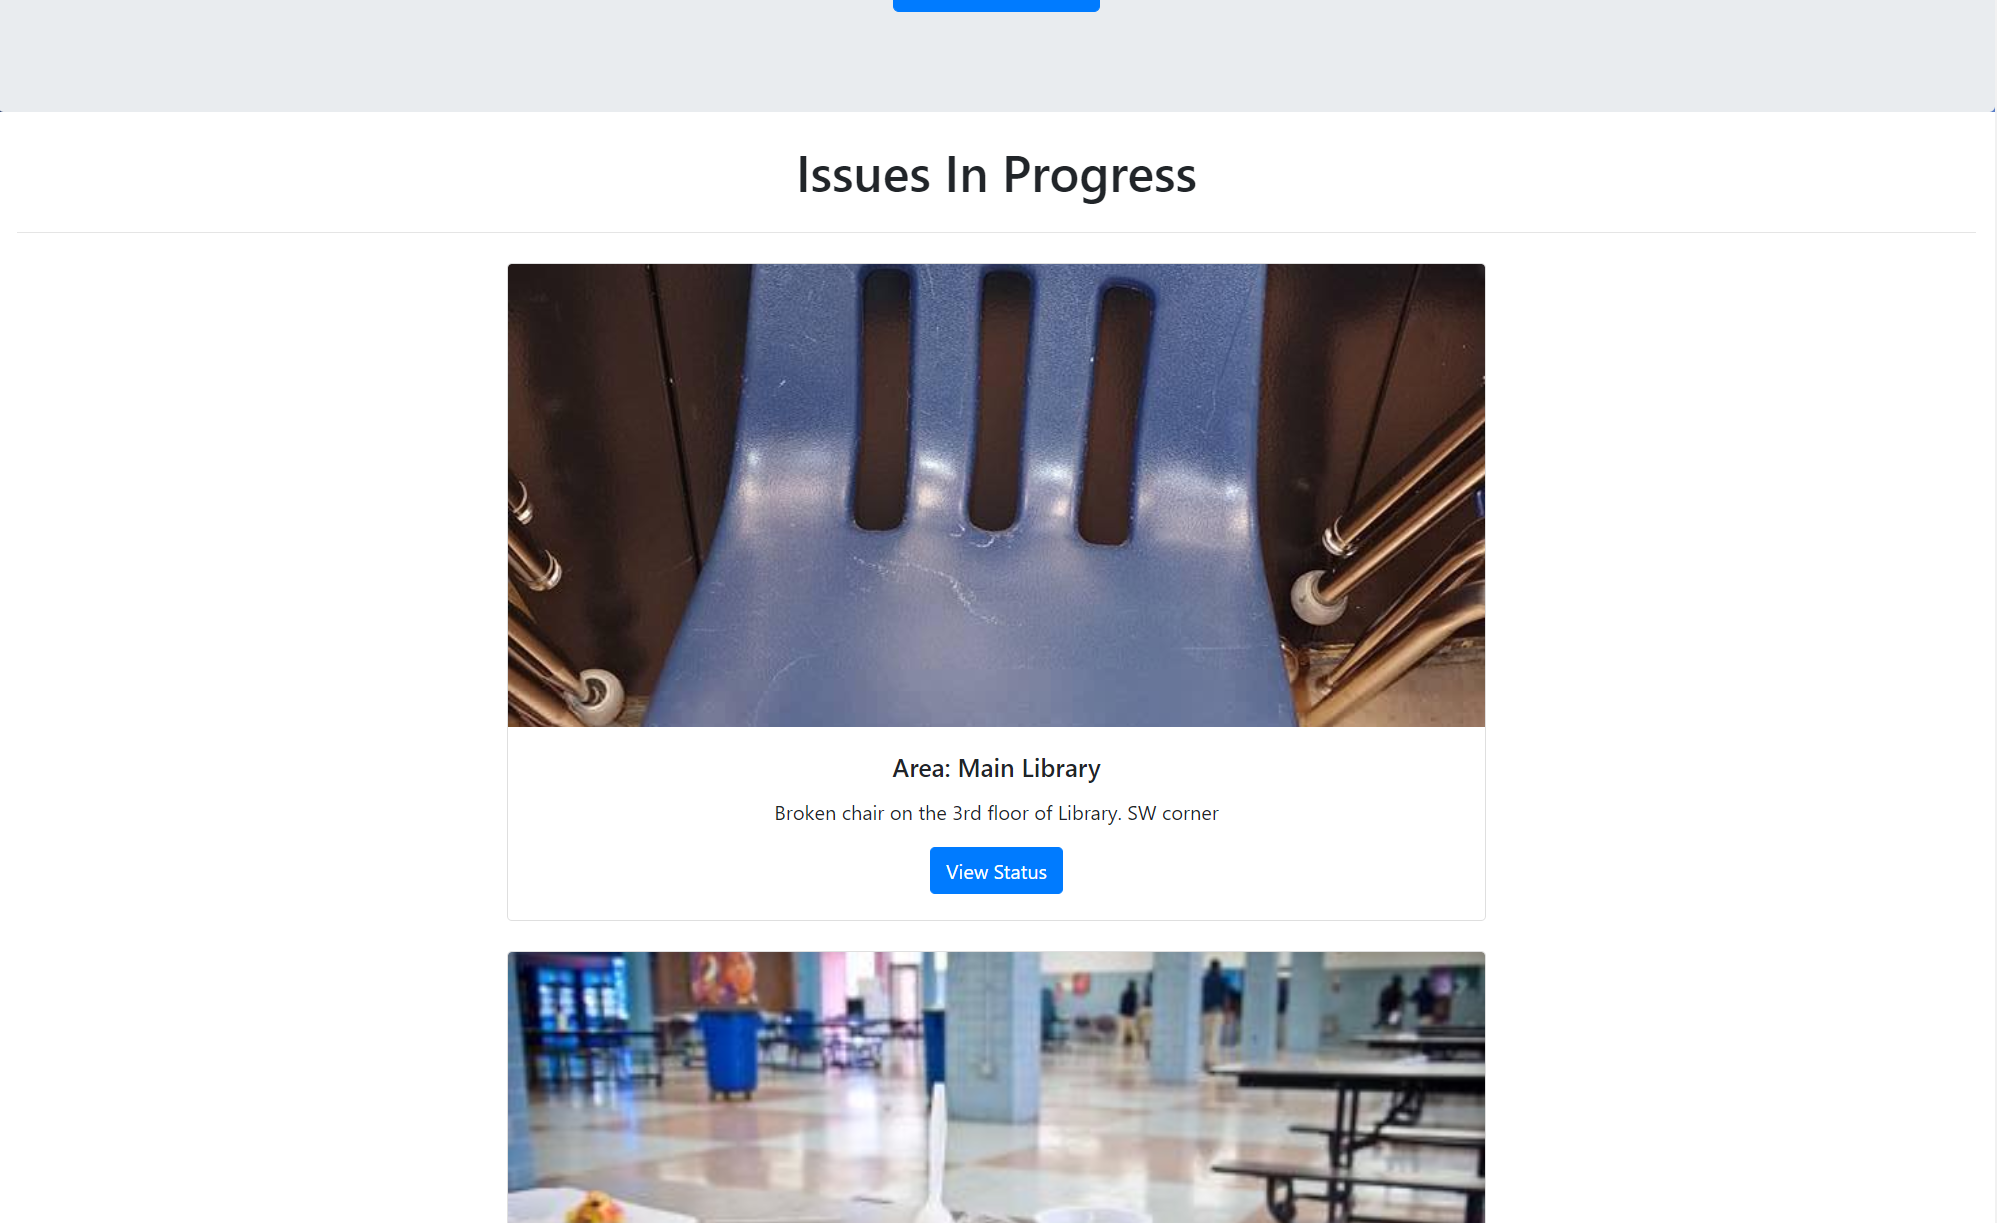 Issues In Progress
Area: Main Library
Broken chair on the 3rd floor of Library. SW corner
View Status